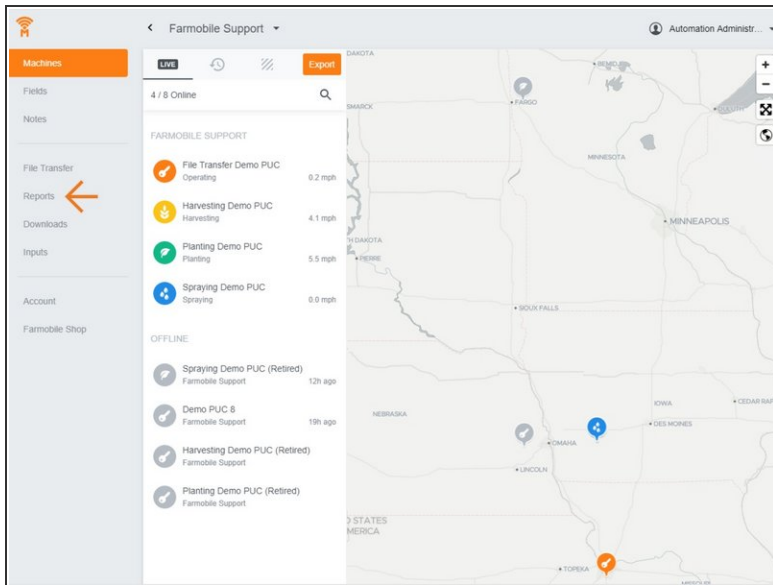 Farmobile Support
Automation Administr...
Machines
Fields
Notes
File Transfer
Reports
Downloads
Inputs
Account
Farmobile Shop
LIVE
Export
4 / 8 Online
FARMOBILE SUPPORT
File Transfer Demo PUC
Operating 0.2 mph
Harvesting Demo PUC
Harvesting 4.1 mph
Planting Demo PUC
Planting 5.5 mph
Spraying Demo PUC
Spraying 0.0 mph
OFFLINE
Spraying Demo PUC (Retired)
Farmobile Support 12h ago
Demo PUC 8
Farmobile Support 19h ago
Harvesting Demo PUC (Retired)
Farmobile Support
Planting Demo PUC (Retired)
Farmobile Support
DAKOTA
BEMIDJI
FARGO
SMARCK
MINNESOTA
MINNEAPOLIS
H DAKOTA
PIERRE
SIOUX FALLS
IOWA
CEDAR RAP
NEBRASKA
DES MOINES
OMAHA
LINCOLN
D STATES
MERICA
TOPEKA